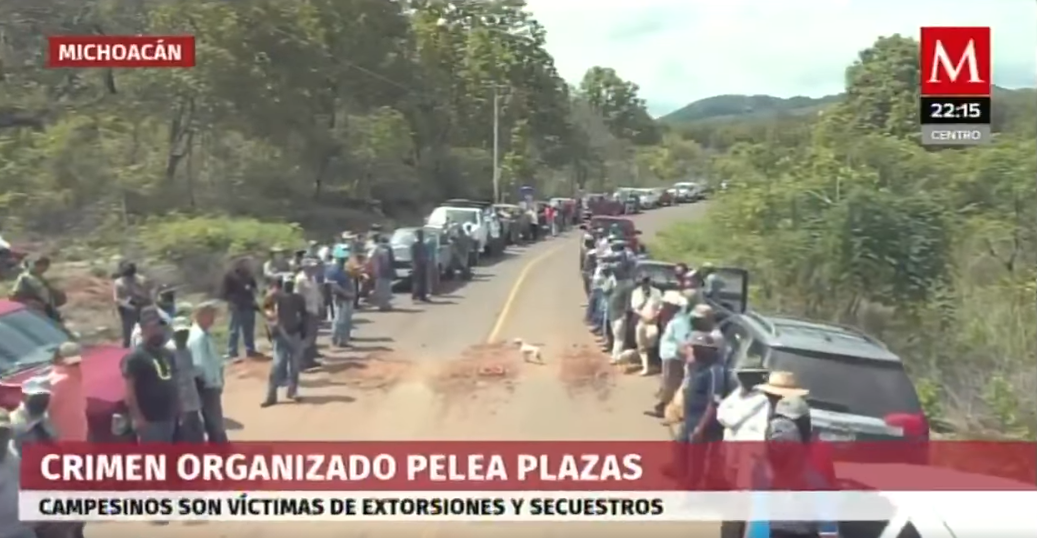 MICHOACÁN
M
22:15
CENTRO
CRIMEN ORGANIZADO PELEA PLAZAS
CAMPESINOS SON VÍCTIMAS DE EXTORSIONES Y SECUESTROS